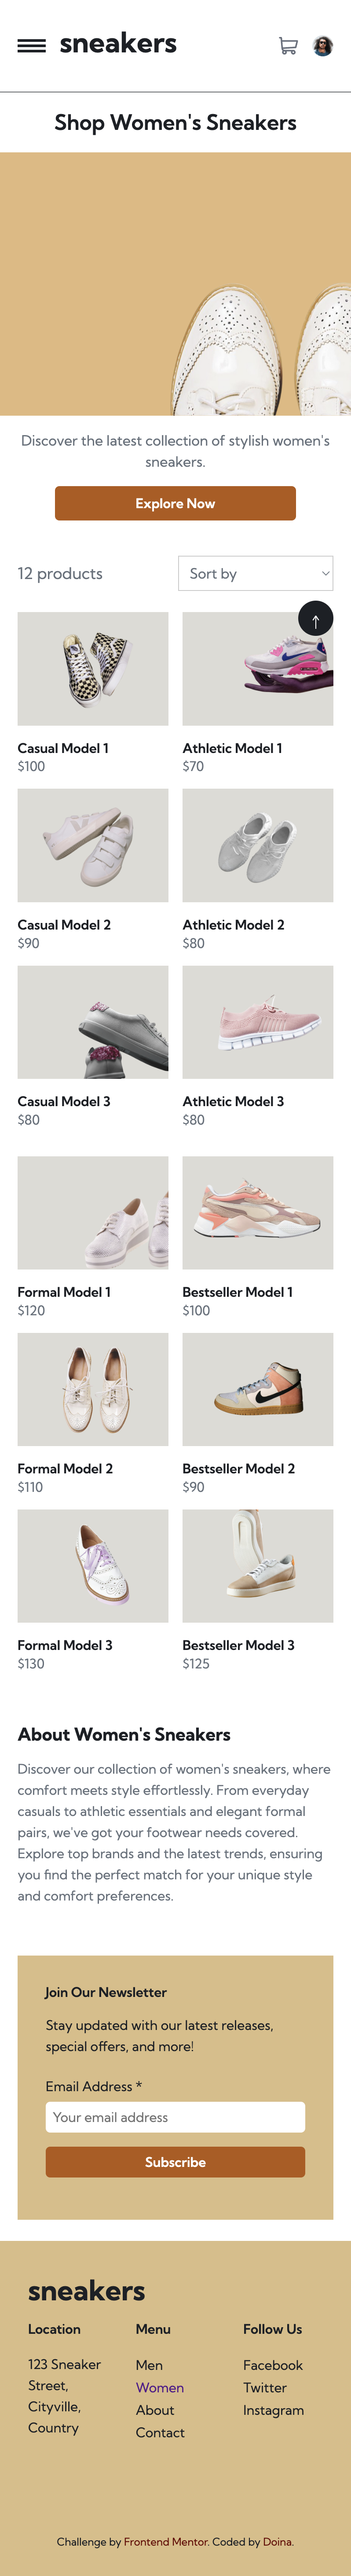 sneakers
Shop Women's Sneakers
Discover the latest collection of stylish women's
sneakers.
Explore Now
12 products
Sort by
↑
Casual Model 1
$100
Athletic Model 1
$70
Casual Model 2
$90
Athletic Model 2
$80
Casual Model 3
$80
Athletic Model 3
$80
Formal Model 1
$120
Bestseller Model 1
$100
Formal Model 2
$110
Bestseller Model 2
$90
Formal Model 3
$130
Bestseller Model 3
$125
About Women's Sneakers
Discover our collection of women's sneakers, where
comfort meets style effortlessly. From everyday
casuals to athletic essentials and elegant formal
pairs, we've got your footwear needs covered.
Explore top brands and the latest trends, ensuring
you find the perfect match for your unique style
and comfort preferences.
Join Our Newsletter
Stay updated with our latest releases,
special offers, and more!
Email Address *
Your email address
Subscribe
sneakers
Location
123 Sneaker
Street,
Cityville,
Country
Menu
Men
Women
About
Contact
Follow Us
Facebook
Twitter
Instagram
Challenge by Frontend Mentor. Coded by Doina.